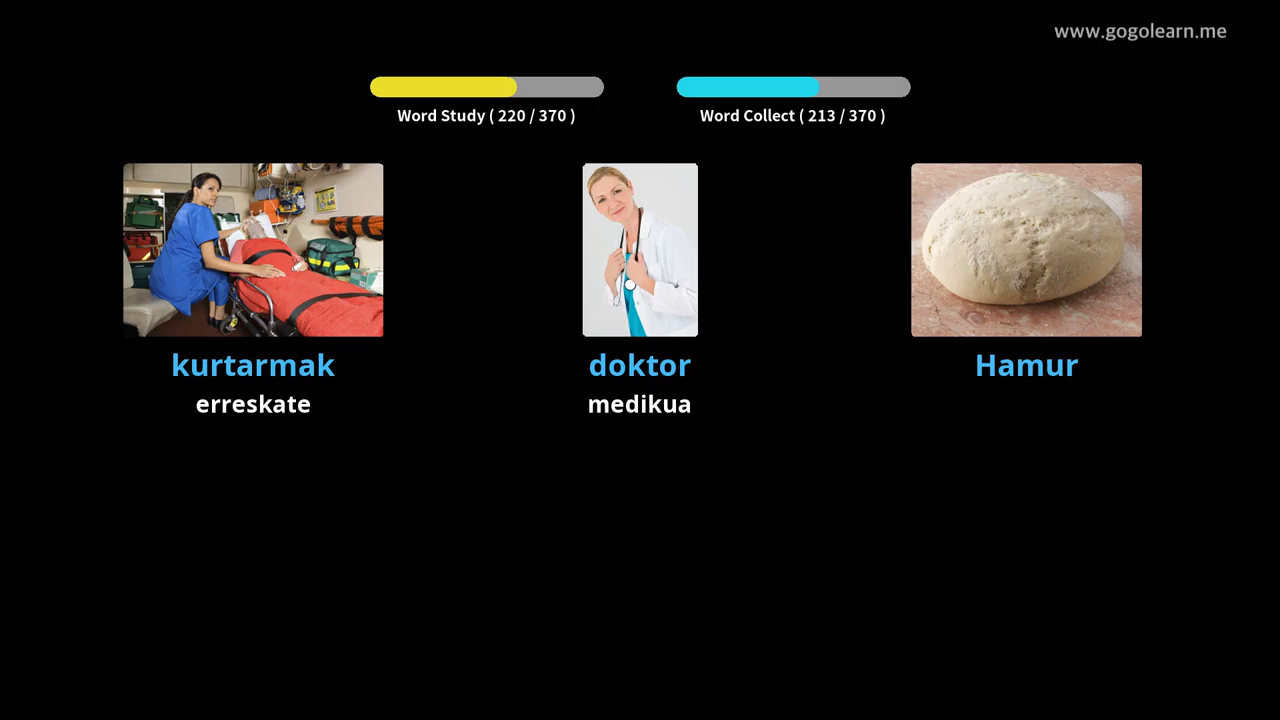 www.gogolearn.me
Word Study ( 220 / 370 )
Word Collect ( 213 / 370 )
kurtarmak
erreskate
doktor
medikua
Hamur